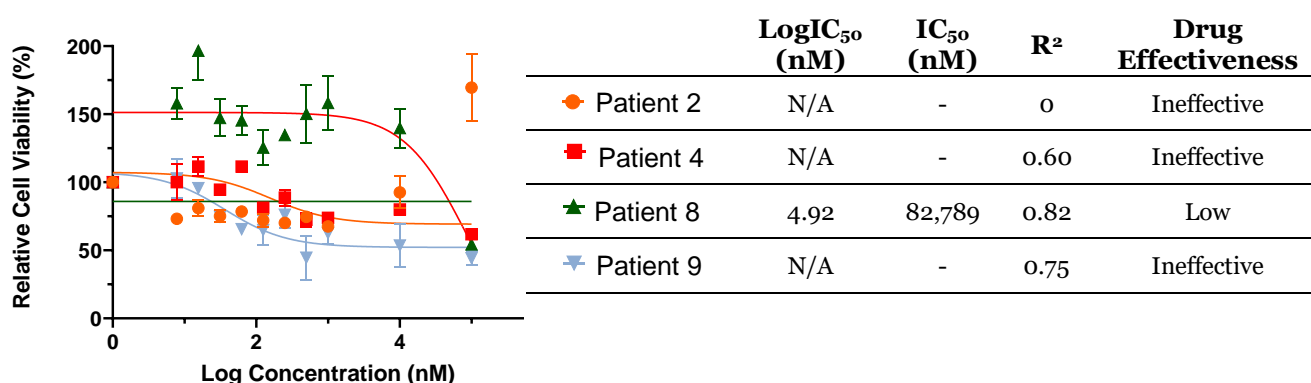 Relative Cell Viability (%)
200
150
100
50
0
0
2
4
Log Concentration (nM)
LogIC₅₀ (nM) IC₅₀ (nM) R² Drug Effectiveness
Patient 2 N/A - 0 Ineffective
Patient 4 N/A - 0.60 Ineffective
Patient 8 4.92 82,789 0.82 Low
Patient 9 N/A - 0.75 Ineffective